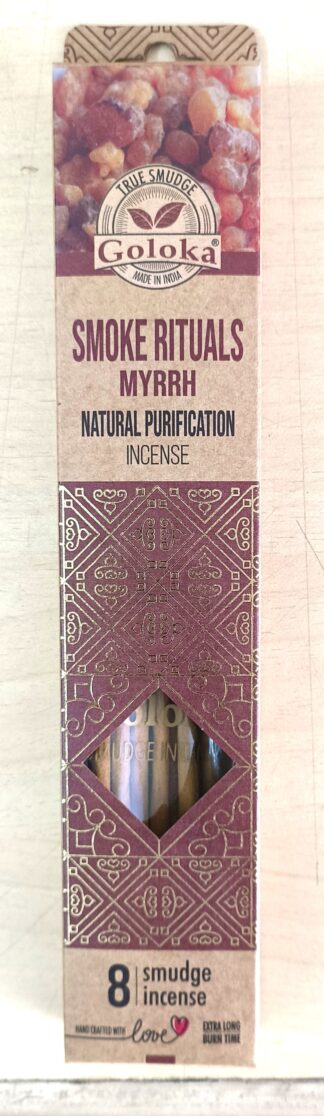 TRUE SMUDGE
Goloka®
MADE IN INDIA
SMOKE RITUALS
MYRRH
NATURAL PURIFICATION
INCENSE
8 smudge
incense
HAND CRAFTED WITH love
EXTRA LONG
BURN TIME